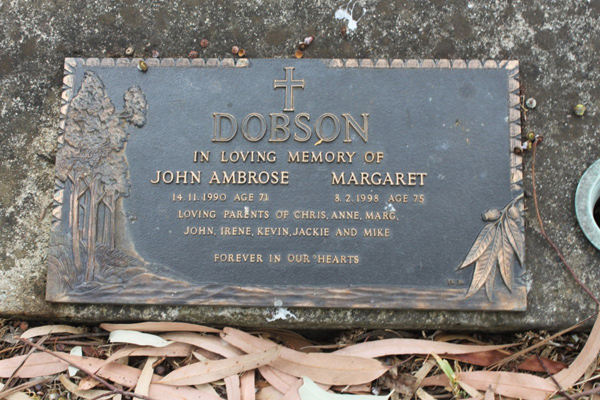 DOBSON
IN LOVING MEMORY OF
JOHN AMBROSE MARGARET
14.11.1990 AGE 71 8.2.1998 AGE 75
LOVING PARENTS OF CHRIS, ANNE, MARG,
JOHN, IRENE, KEVIN, JACKIE AND MIKE
FOREVER IN OUR HEARTS